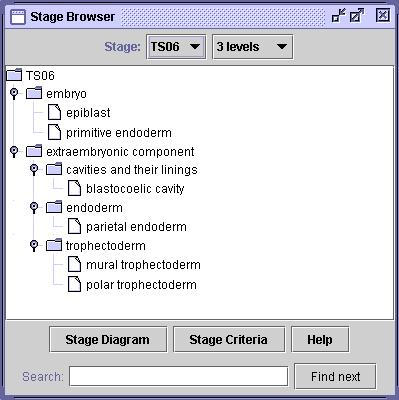 Stage Browser
Stage: TS06 3 levels
TS06
embryo
epiblast
primitive endoderm
extraembryonic component
cavities and their linings
blastocoelic cavity
endoderm
parietal endoderm
trophectoderm
mural trophectoderm
polar trophectoderm
Stage Diagram Stage Criteria Help
Search: Find next